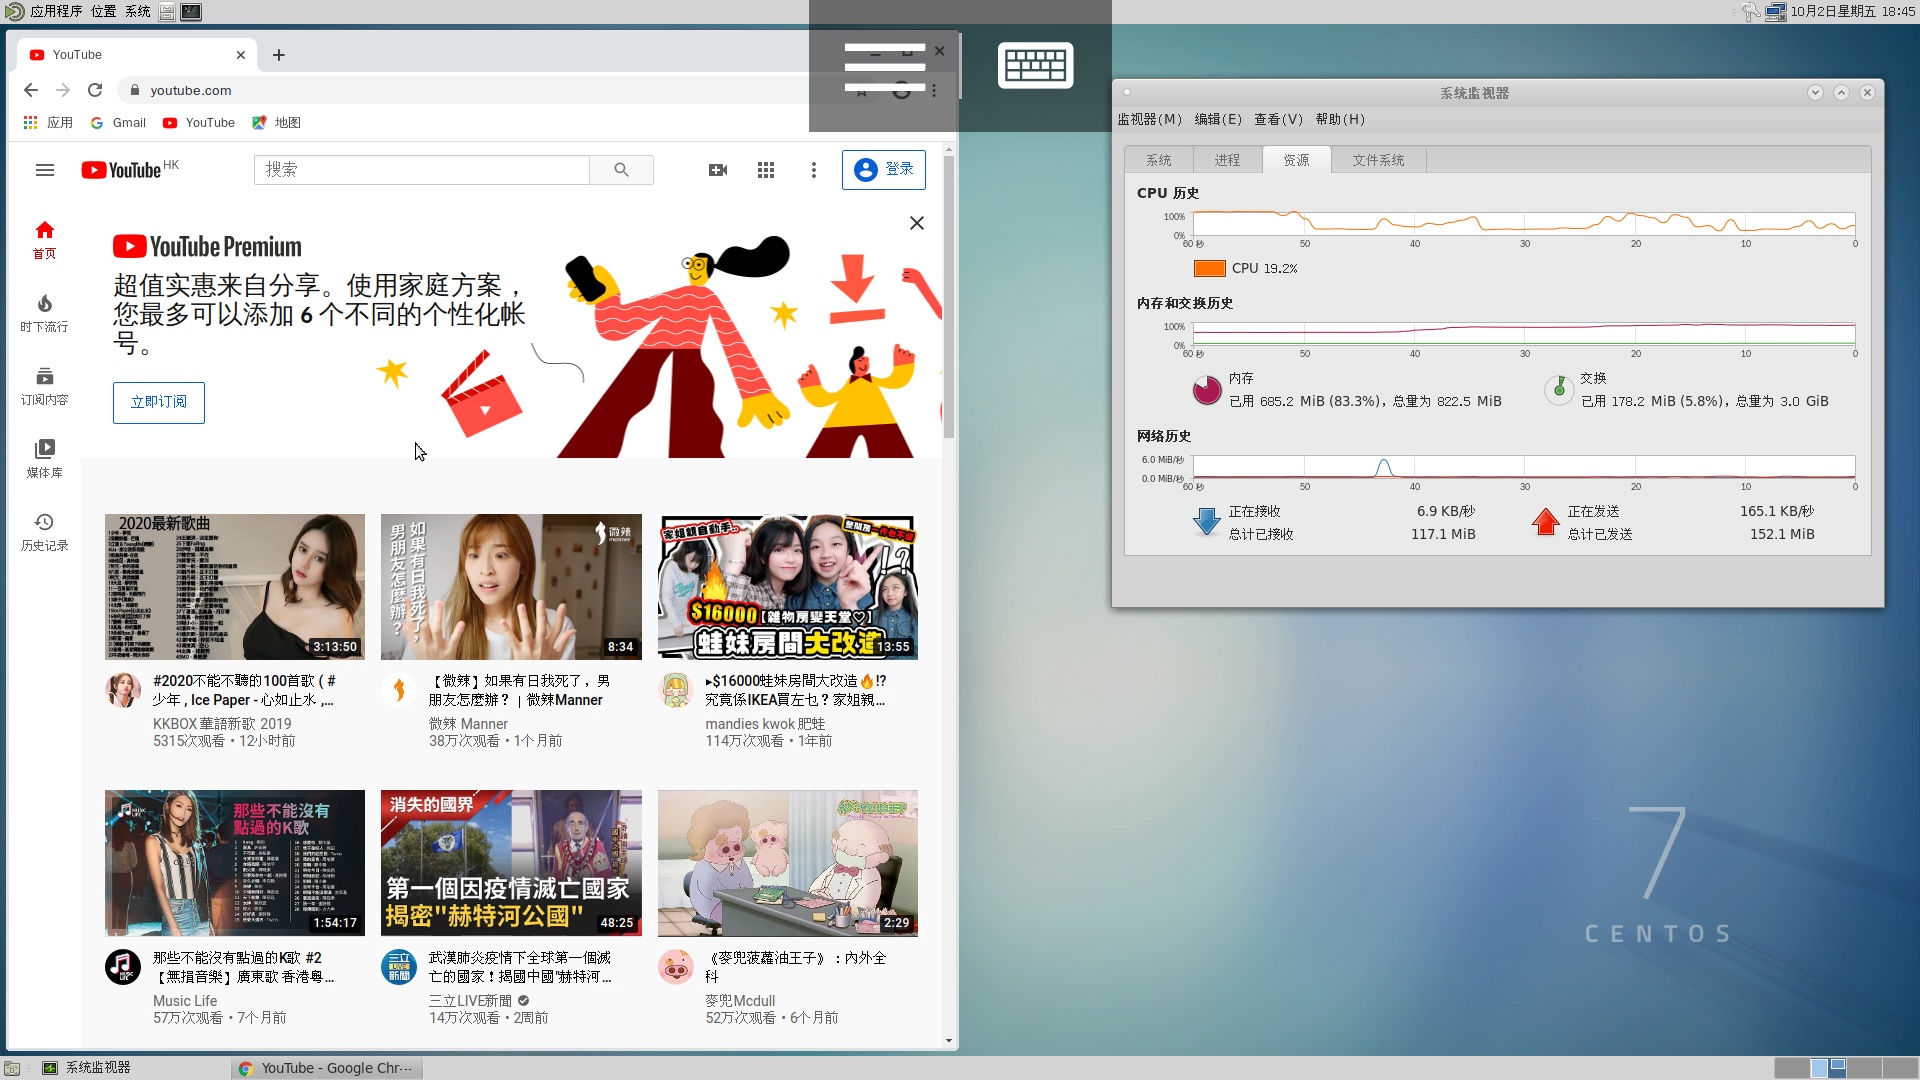 应用程序 位置 系统
10月2日星期五 18:45
YouTube
youtube.com
应用 Gmail YouTube 地图
YouTube HK
搜索
登录
首页
时下流行
订阅内容
媒体库
历史记录
YouTube Premium
超值实惠来自分享。使用家庭方案，
您最多可以添加 6 个不同的个性化帐
号。
立即订阅
2020最新歌曲
3:13:50
如果有日我死了，
男朋友怎麼辦？
微辣
manner
8:34
家姐親自動手..
$16000【雜物房變天堂♡】
蛙妹房間大改造
13:55
#2020不能不聽的100首歌 ( #
少年 , Ice Paper - 心如止水 ,...
KKBOX 華語新歌 2019
5315次观看 • 12小时前
【微辣】如果有日我死了，男
朋友怎麼辦？ | 微辣Manner
微辣 Manner
38万次观看 • 1个月前
▸$16000蛙妹房間大改造🔥!?
究竟係IKEA買左乜？家姐親...
mandies kwok 肥蛙
114万次观看 • 1年前
MUSIC LIFE
那些不能沒有
點過的K歌
1:54:17
消失的國界
第一個因疫情滅亡國家
揭密"赫特河公國"
48:25
2:29
那些不能沒有點過的K歌 #2
【無損音樂】廣東歌 香港粵...
Music Life
57万次观看 • 7个月前
三立
LIVE
新聞
武漢肺炎疫情下全球第一個滅
亡的國家！揭國中國"赫特河...
三立LIVE新聞
14万次观看 • 2周前
《麥兜菠蘿油王子》：內外全
科
麥兜Mcdull
52万次观看 • 6个月前
系统监视器
监视器(M) 编辑(E) 查看(V) 帮助(H)
系统 进程 资源 文件系统
CPU 历史
100%
0%
60 秒 50 40 30 20 10 0
CPU 19.2%
内存和交换历史
100%
0%
60 秒 50 40 30 20 10 0
内存
已用 685.2 MiB (83.3%)，总量为 822.5 MiB
交换
已用 178.2 MiB (5.8%)，总量为 3.0 GiB
网络历史
6.0 MiB/秒
0.0 MiB/秒
60 秒 50 40 30 20 10 0
正在接收 6.9 KB/秒
总计已接收 117.1 MiB
正在发送 165.1 KB/秒
总计已发送 152.1 MiB
7
CENTOS
系统监视器
YouTube - Google Chr···